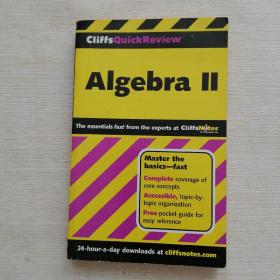 CliffsQuickReview™
Algebra II
The essentials fast from the experts at CliffsNotes
Master the
basics—fast
Complete coverage of
core concepts
Accessible, topic-by-
topic organization
Free pocket guide for
easy reference
24-hour-a-day downloads at cliffsnotes.com